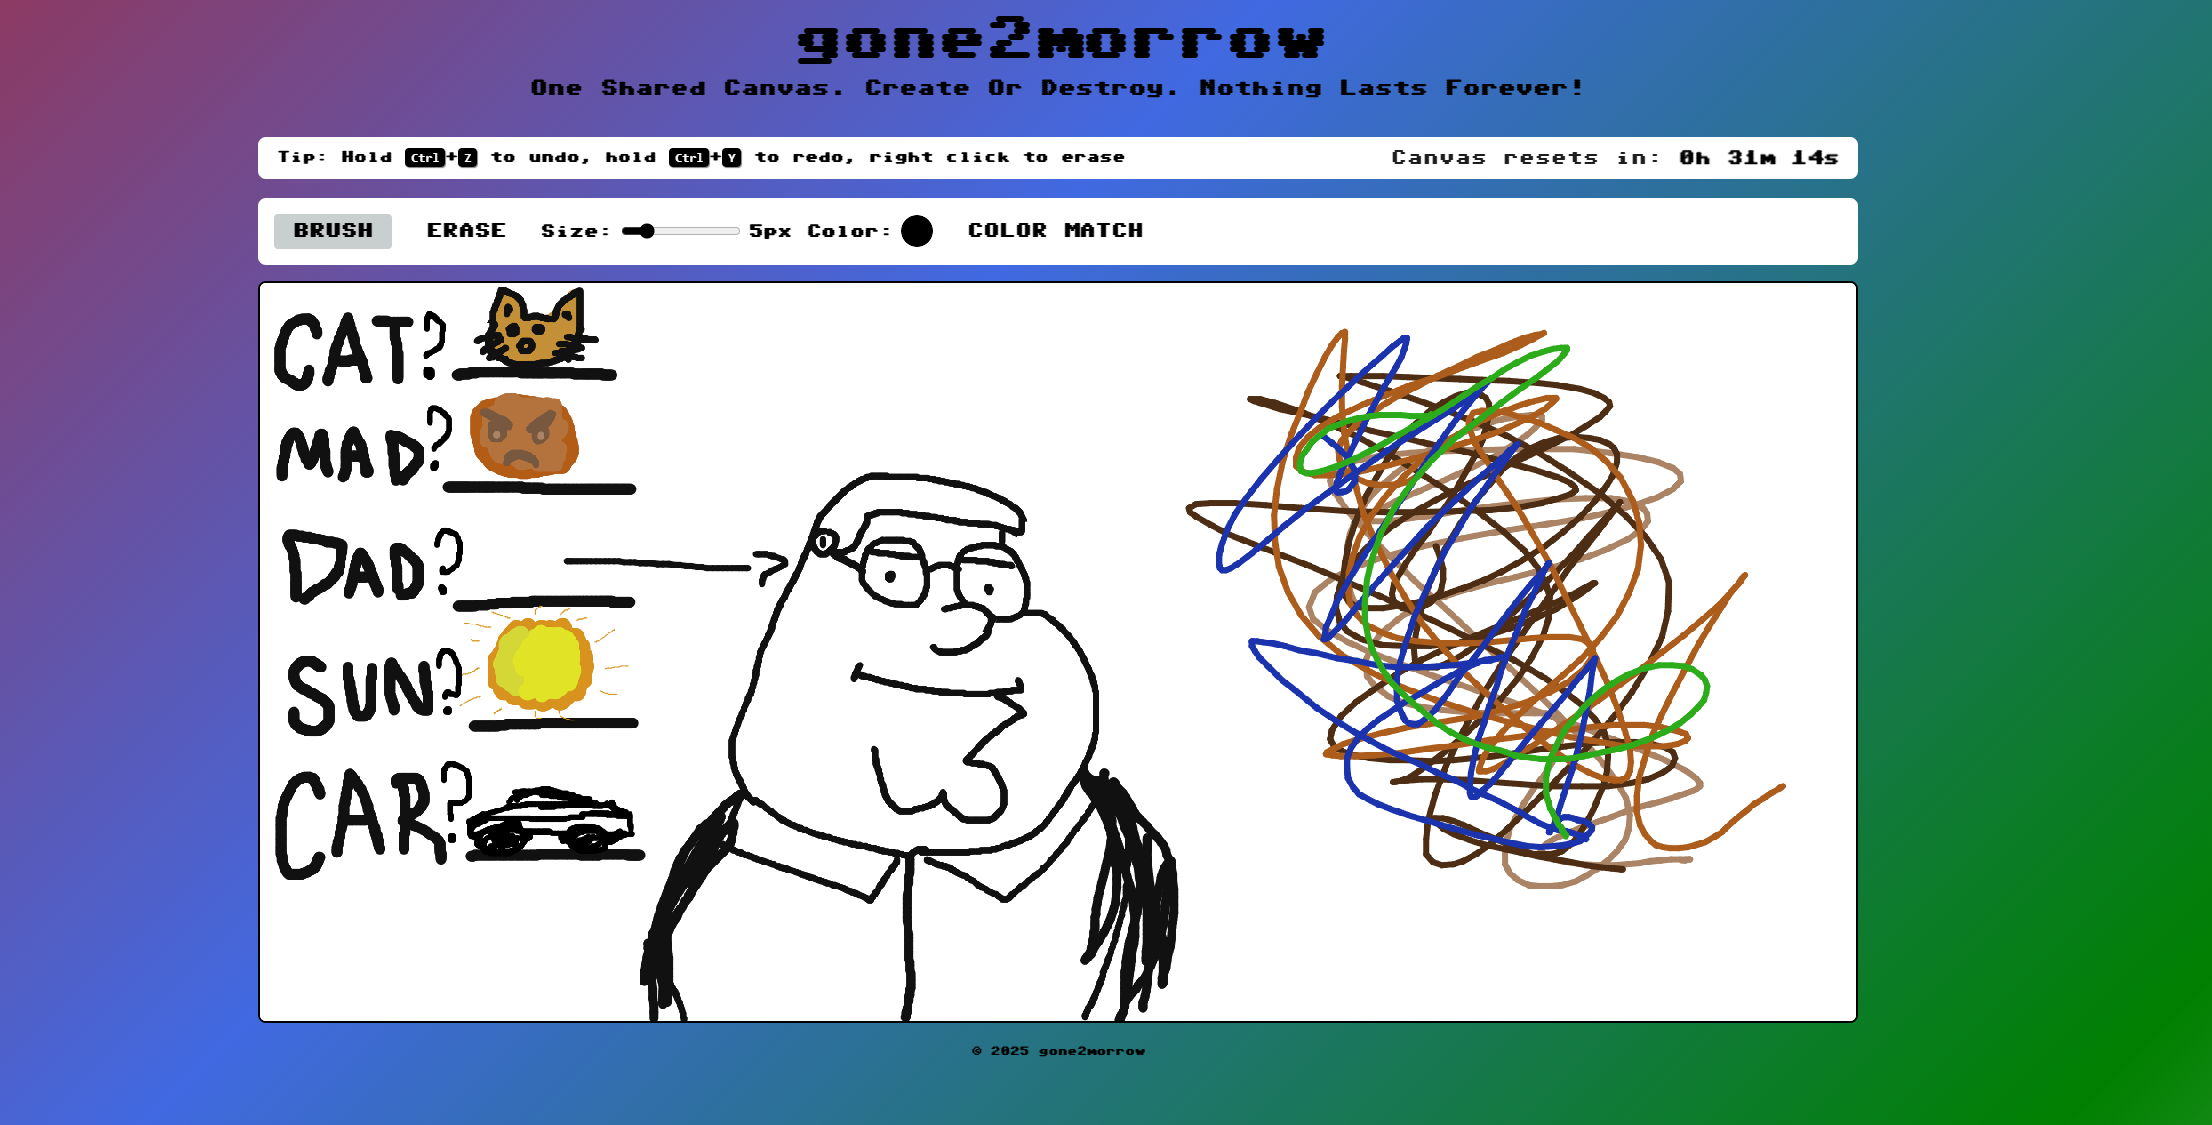 gone2morrow
One Shared Canvas. Create Or Destroy. Nothing Lasts Forever!
Tip: Hold Ctrl+Z to undo, hold Ctrl+Y to redo, right click to erase
Canvas resets in: 0h 31m 14s
BRUSH ERASE Size: 5px Color: COLOR MATCH
CAT?
MAD?
DAD?
SUN?
CAR?
© 2025 gone2morrow